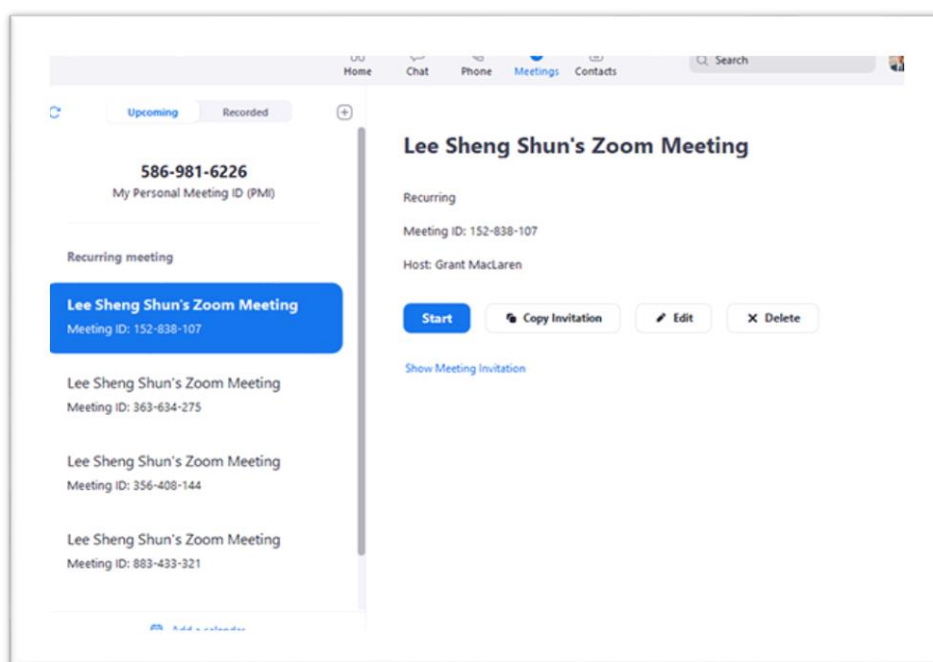 Home Chat Phone Meetings Contacts Search
Upcoming Recorded
586-981-6226
My Personal Meeting ID (PMI)
Recurring meeting
Lee Sheng Shun's Zoom Meeting
Meeting ID: 152-838-107
Lee Sheng Shun's Zoom Meeting
Meeting ID: 363-634-275
Lee Sheng Shun's Zoom Meeting
Meeting ID: 356-408-144
Lee Sheng Shun's Zoom Meeting
Meeting ID: 883-433-321
Add a calendar
Lee Sheng Shun's Zoom Meeting
Recurring
Meeting ID: 152-838-107
Host: Grant MacLaren
Start Copy Invitation Edit Delete
Show Meeting Invitation